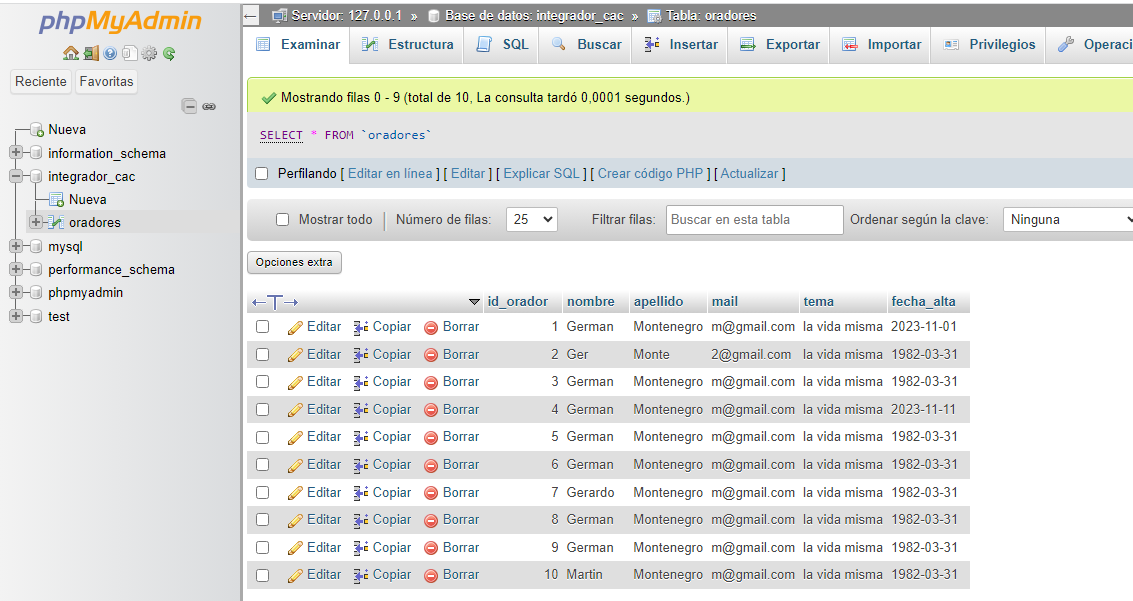 phpMyAdmin
Reciente Favoritas
Nueva
information_schema
integrador_cac
Nueva
oradores
mysql
performance_schema
phpmyadmin
test
Servidor: 127.0.0.1 » Base de datos: integrador_cac » Tabla: oradores
Examinar Estructura SQL Buscar Insertar Exportar Importar Privilegios Operaci
Mostrando filas 0 - 9 (total de 10, La consulta tardó 0,0001 segundos.)
SELECT * FROM `oradores`
Perfilando [ Editar en línea ] [ Editar ] [ Explicar SQL ] [ Crear código PHP ] [ Actualizar ]
Mostrar todo Número de filas: 25 Filtrar filas: Buscar en esta tabla Ordenar según la clave: Ninguna
Opciones extra
←T→ id_orador nombre apellido mail tema fecha_alta
Editar Copiar Borrar 1 German Montenegro m@gmail.com la vida misma 2023-11-01
Editar Copiar Borrar 2 Ger Monte 2@gmail.com la vida misma 1982-03-31
Editar Copiar Borrar 3 German Montenegro m@gmail.com la vida misma 1982-03-31
Editar Copiar Borrar 4 German Montenegro m@gmail.com la vida misma 2023-11-11
Editar Copiar Borrar 5 German Montenegro m@gmail.com la vida misma 1982-03-31
Editar Copiar Borrar 6 German Montenegro m@gmail.com la vida misma 1982-03-31
Editar Copiar Borrar 7 Gerardo Montenegro m@gmail.com la vida misma 1982-03-31
Editar Copiar Borrar 8 German Montenegro m@gmail.com la vida misma 1982-03-31
Editar Copiar Borrar 9 German Montenegro m@gmail.com la vida misma 1982-03-31
Editar Copiar Borrar 10 Martin Montenegro m@gmail.com la vida misma 1982-03-31